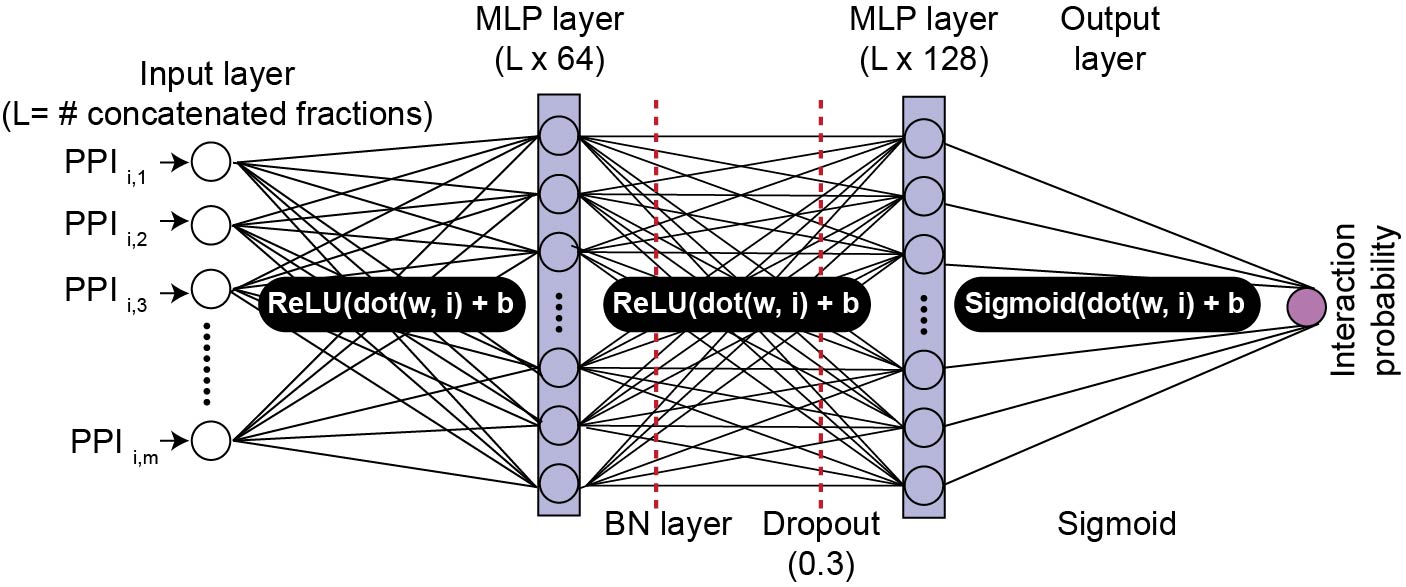 Input layer
(L= # concatenated fractions)
PPI i,1
PPI i,2
PPI i,3
PPI i,m
MLP layer
(L x 64)
MLP layer
(L x 128)
Output
layer
ReLU(dot(w, i) + b
ReLU(dot(w, i) + b
Sigmoid(dot(w, i) + b
BN layer
Dropout
(0.3)
Sigmoid
Interaction
probability